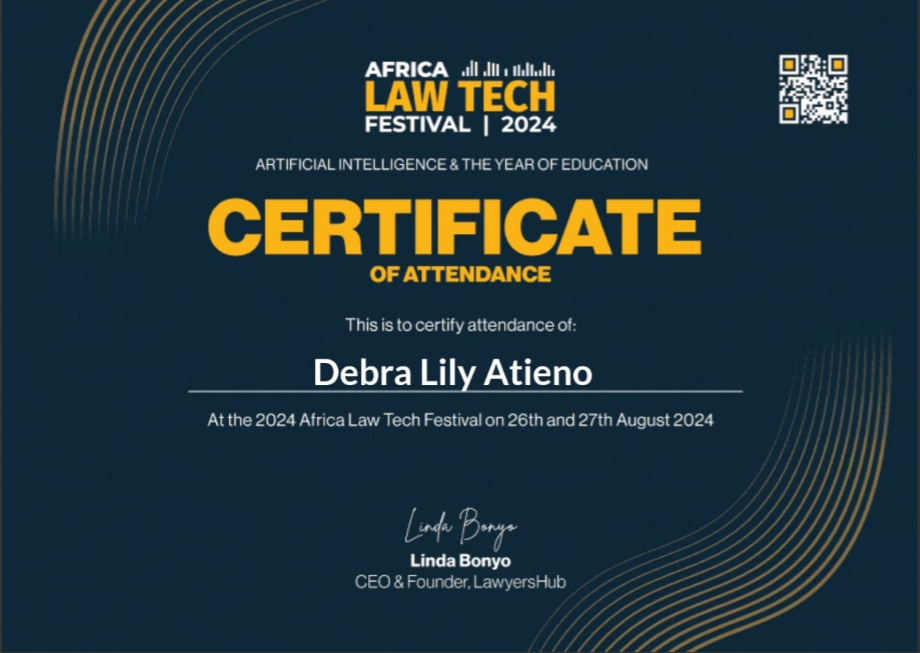 AFRICA
LAW TECH
FESTIVAL | 2024
ARTIFICIAL INTELLIGENCE & THE YEAR OF EDUCATION
CERTIFICATE
OF ATTENDANCE
This is to certify attendance of:
Debra Lily Atieno
At the 2024 Africa Law Tech Festival on 26th and 27th August 2024
Linda Bonyo
Linda Bonyo
CEO & Founder, LawyersHub